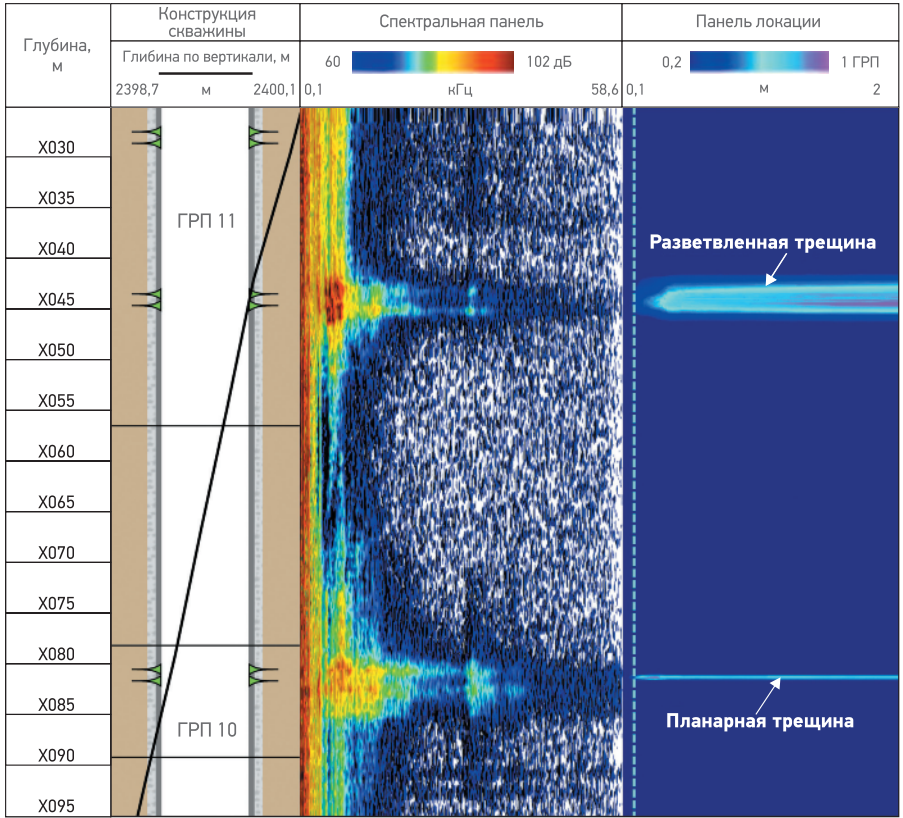 Глубина,
м
Конструкция
скважины
Глибина по вертикали, м
2398,7 м 2400,1
Спектральная панель
60 102 дБ
0,1 кГц 58,6
Панель локации
0,2 1 ГРП
0,1 м 2
X030
X035
X040
X045
X050
X055
X060
X065
X070
X075
X080
X085
X090
X095
ГРП 11
ГРП 10
Разветвленная трещина
Планарная трещина